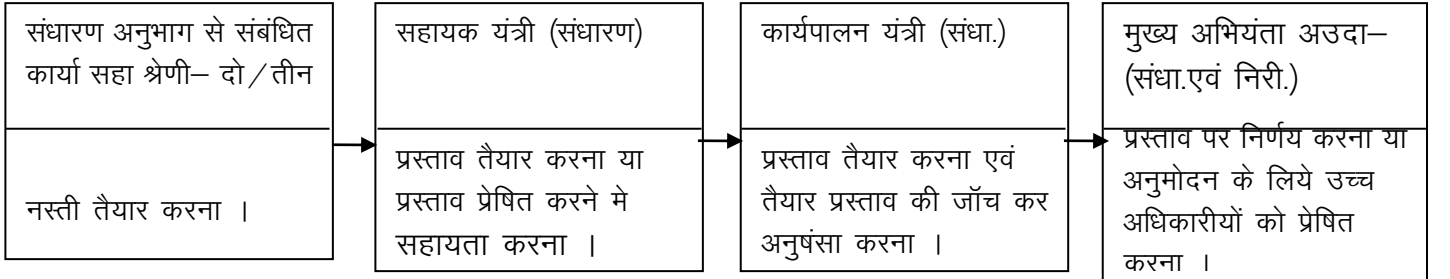 संधारण अनुभाग से संबंधित
कार्या सहा श्रेणी– दो/तीन
नस्ती तैयार करना ।
सहायक यंत्री (संधारण)
प्रस्ताव तैयार करना या
प्रस्ताव प्रेषित करने मे
सहायता करना ।
कार्यपालन यंत्री (संधा.)
प्रस्ताव तैयार करना एवं
तैयार प्रस्ताव की जॉच कर
अनुषंसा करना ।
मुख्य अभियंता अउदा–
(संधा.एवं निरी.)
प्रस्ताव पर निर्णय करना या
अनुमोदन के लिये उच्च
अधिकारीयों को प्रेषित
करना ।